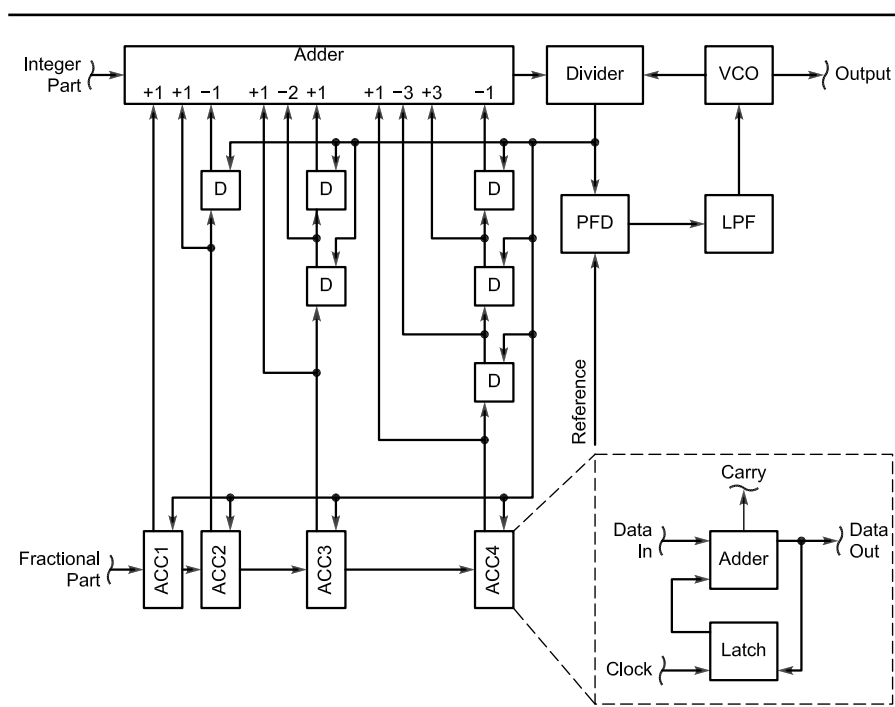 Adder
Integer
Part
+1 +1 −1 +1 −2 +1 +1 −3 +3 −1
Divider
VCO
Output
D
D
D
PFD
LPF
D
D
D
Reference
Fractional
Part
ACC1
ACC2
ACC3
ACC4
Carry
Data
In
Adder
Data
Out
Latch
Clock